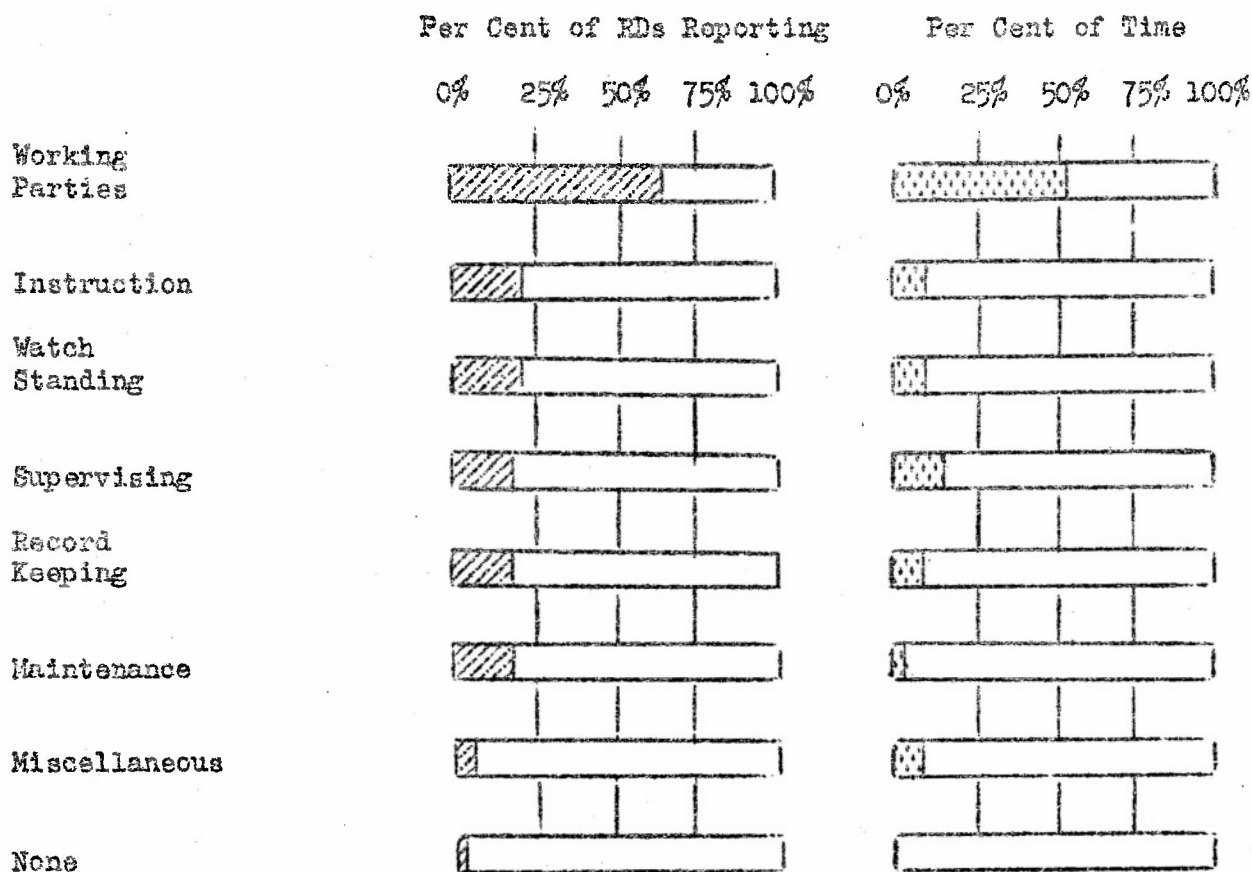 Per Cent of RDs Reporting Per Cent of Time
0% 25% 50% 75% 100% 0% 25% 50% 75% 100%
Working
Parties
Instruction
Watch
Standing
Supervising
Record
Keeping
Maintenance
Miscellaneous
None